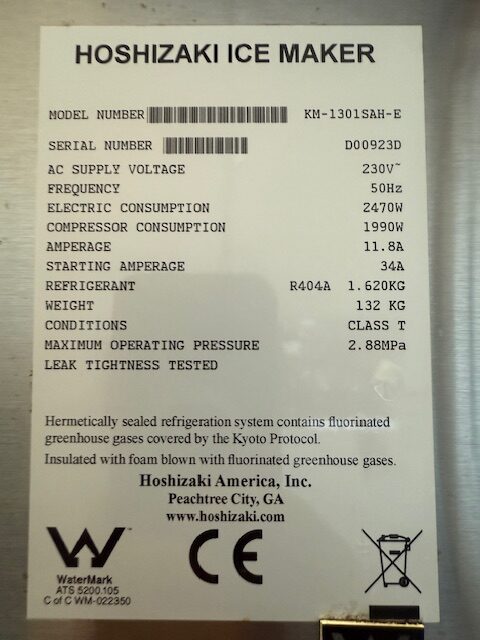 HOSHIZAKI ICE MAKER
MODEL NUMBER KM-1301SAH-E
SERIAL NUMBER D00923D
AC SUPPLY VOLTAGE 230V~
FREQUENCY 50Hz
ELECTRIC CONSUMPTION 2470W
COMPRESSOR CONSUMPTION 1990W
AMPERAGE 11.8A
STARTING AMPERAGE 34A
REFRIGERANT R404A 1.620KG
WEIGHT 132 KG
CONDITIONS CLASS T
MAXIMUM OPERATING PRESSURE 2.88MPa
LEAK TIGHTNESS TESTED
Hermetically sealed refrigeration system contains fluorinated
greenhouse gases covered by the Kyoto Protocol.
Insulated with foam blown with fluorinated greenhouse gases.
Hoshizaki America, Inc.
Peachtree City, GA
www.hoshizaki.com
WaterMark™
ATS 5200.105
C of C WM-022350
CE